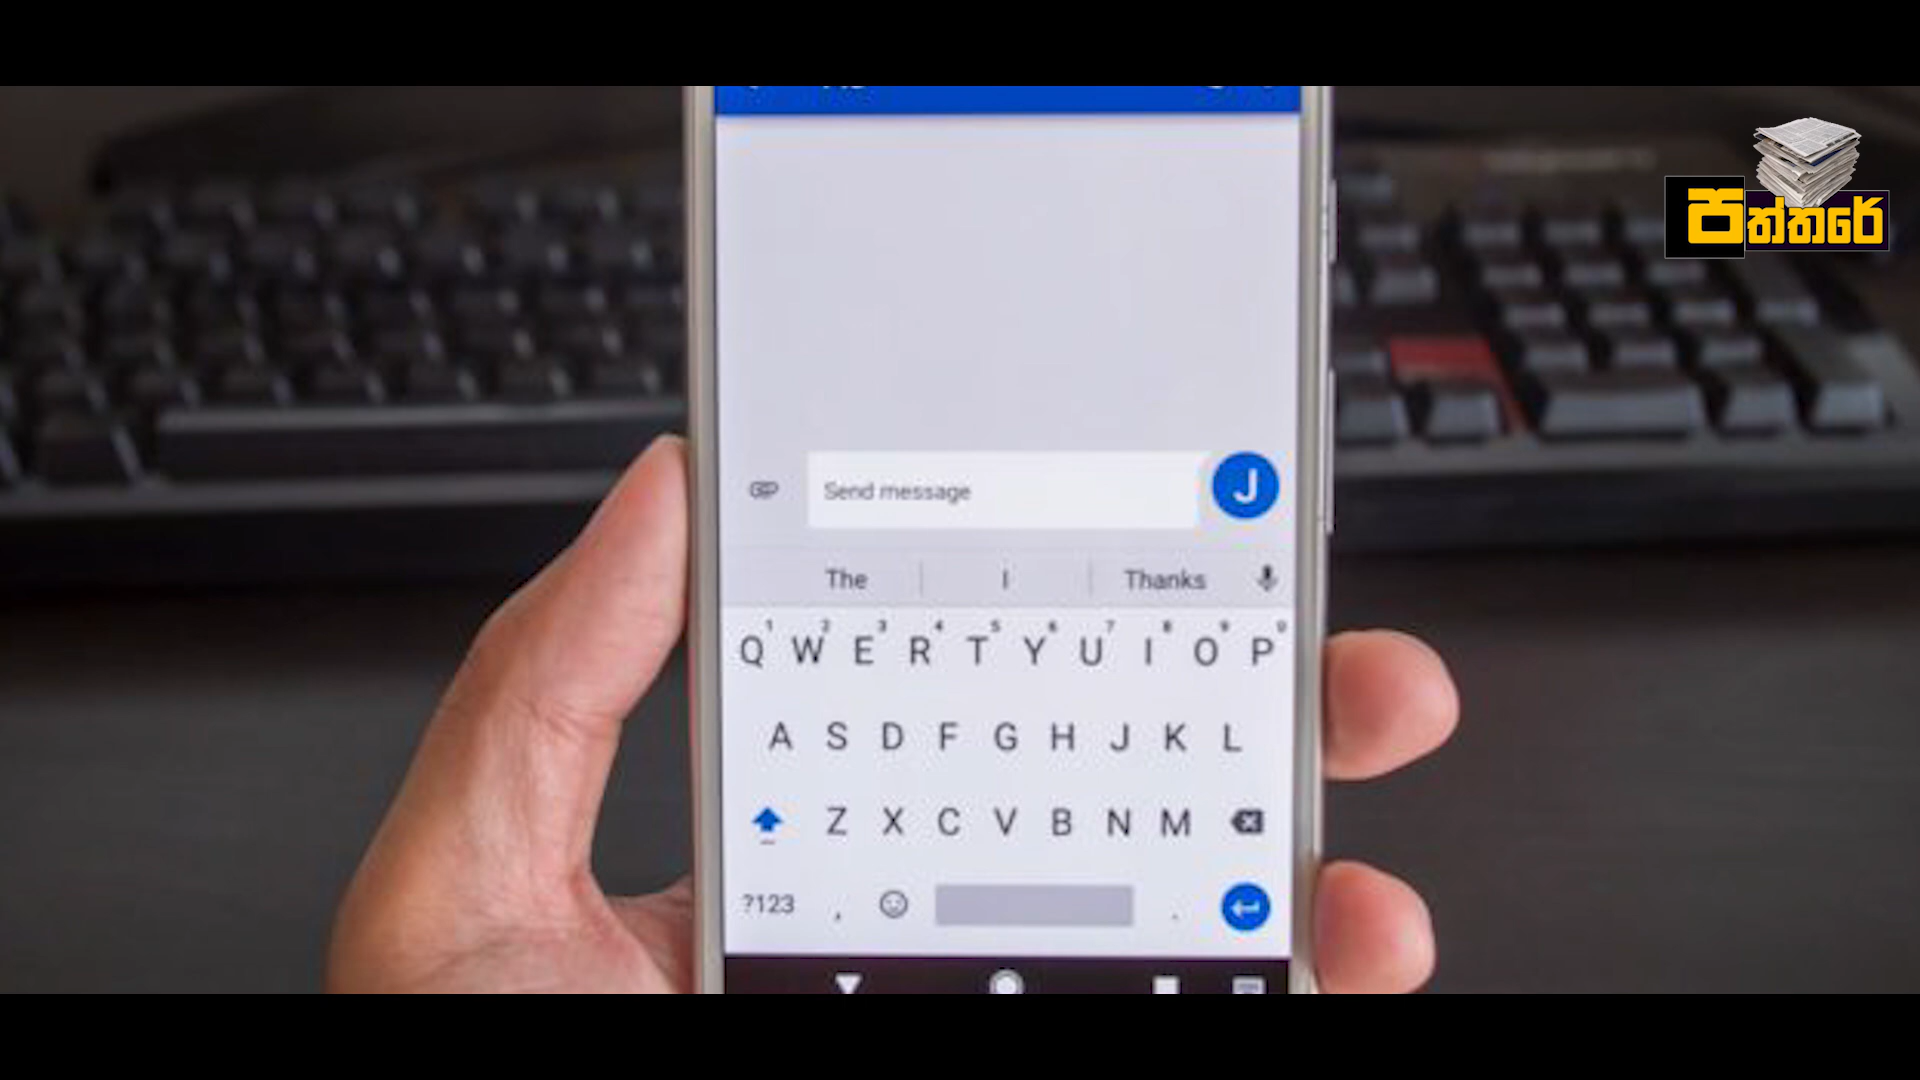 පත්තරේ
Send message
J
The I Thanks
1 2 3 4 5 6 7 8 9 0
Q W E R T Y U I O P
A S D F G H J K L
Z X C V B N M
?123 , .